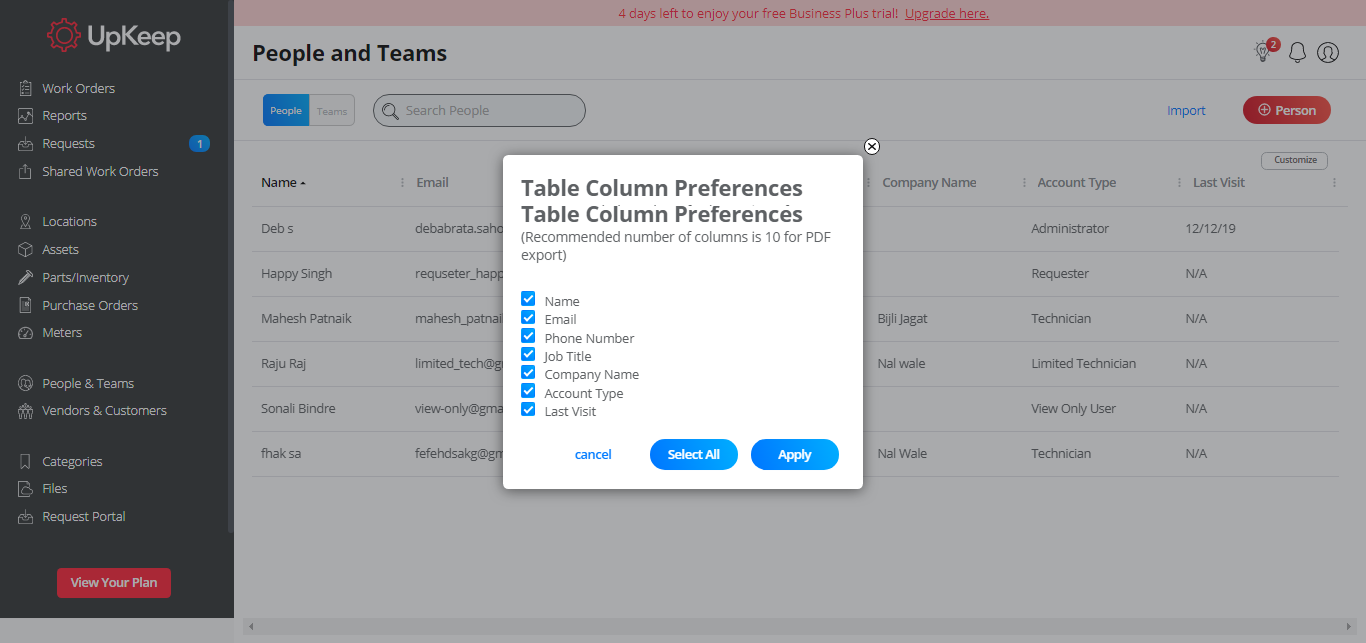 4 days left to enjoy your free Business Plus trial! Upgrade here.
UpKeep
People and Teams
2
Work Orders
Reports
Requests 1
Shared Work Orders
Locations
Assets
Parts/Inventory
Purchase Orders
Meters
People & Teams
Vendors & Customers
Categories
Files
Request Portal
View Your Plan
People Teams Search People Import Person
Customize
Name Email Company Name Account Type Last Visit
Deb s debabrata.saho Administrator 12/12/19
Happy Singh requseter_happ Requester N/A
Mahesh Patnaik mahesh_patnai Bijli Jagat Technician N/A
Raju Raj limited_tech@g Nal wale Limited Technician N/A
Sonali Bindre view-only@gma View Only User N/A
fhak sa fefehdsakg@gm Nal Wale Technician N/A
Table Column Preferences
Table Column Preferences
(Recommended number of columns is 10 for PDF
export)
Name
Email
Phone Number
Job Title
Company Name
Account Type
Last Visit
cancel Select All Apply